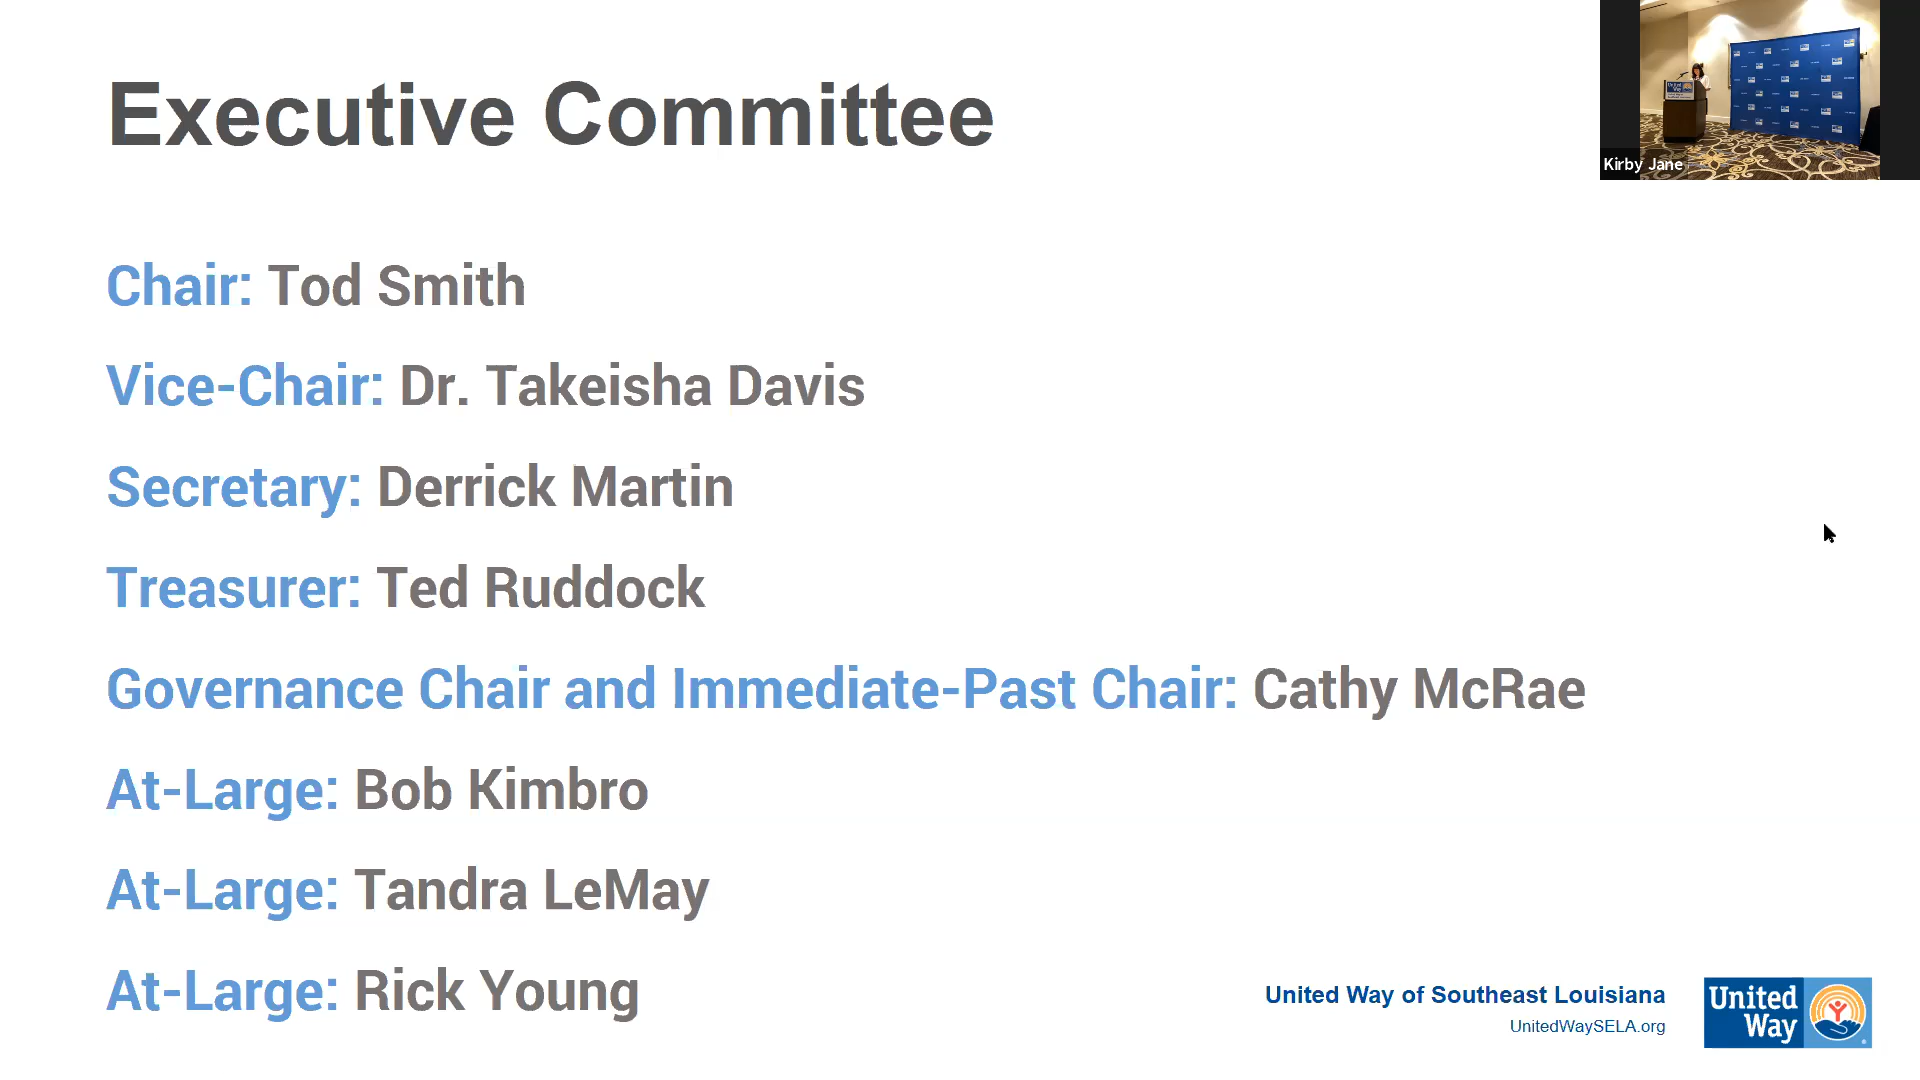 Executive Committee
Kirby Jane
Chair: Tod Smith
Vice-Chair: Dr. Takeisha Davis
Secretary: Derrick Martin
Treasurer: Ted Ruddock
Governance Chair and Immediate-Past Chair: Cathy McRae
At-Large: Bob Kimbro
At-Large: Tandra LeMay
At-Large: Rick Young
United Way of Southeast Louisiana
UnitedWaySELA.org
United
Way